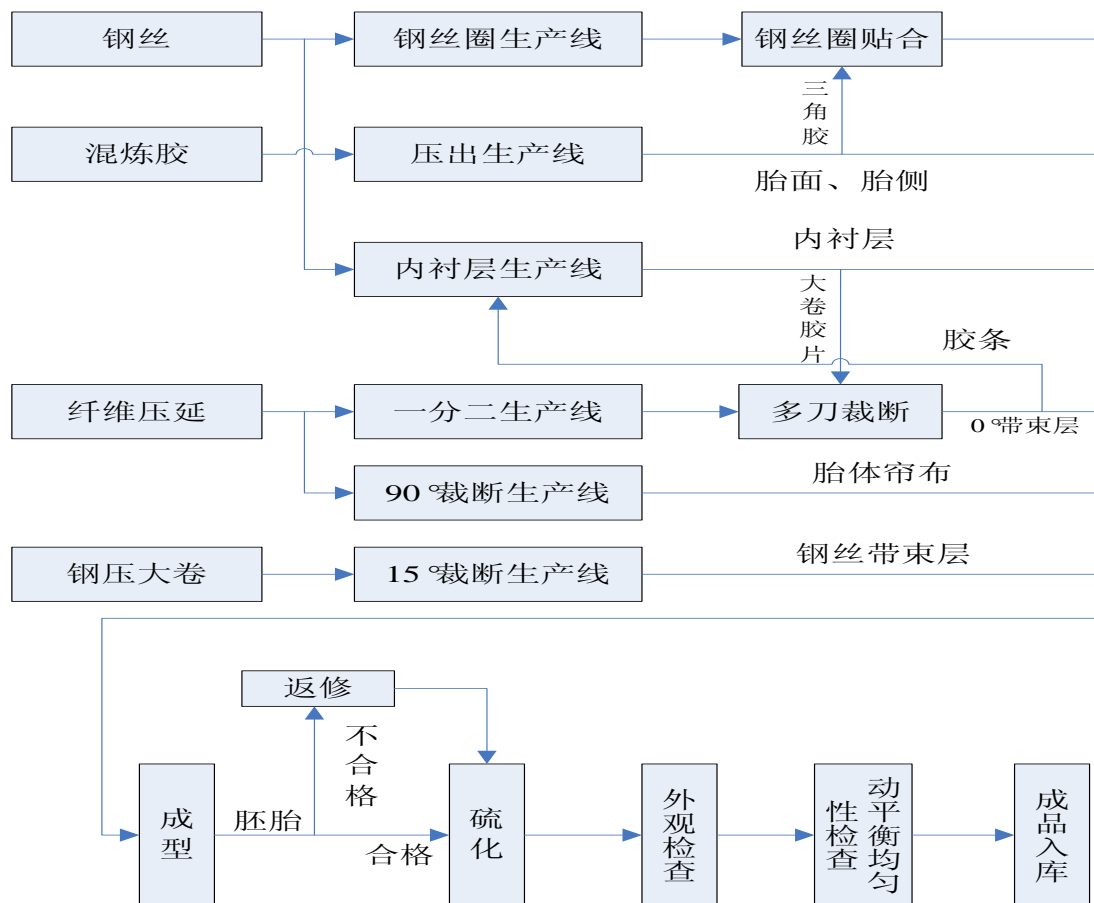 钢丝
钢丝圈生产线
钢丝圈贴合
三角胶
混炼胶
压出生产线
胎面、胎侧
内衬层
内衬层生产线
大卷胶片
胶条
纤维压延
一分二生产线
多刀裁断
0°带束层
90°裁断生产线
胎体帘布
钢压大卷
15°裁断生产线
钢丝带束层
返修
不合格
成型
胚胎
合格
硫化
外观检查
动平衡均匀
性检查
成品入库